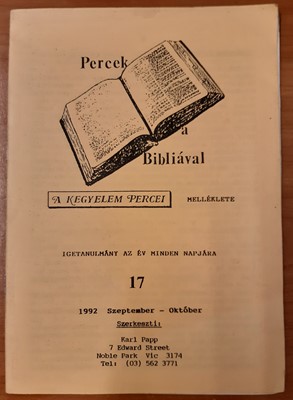 Percek
a
Bibliával
A KEGYELEM PERCEI MELLÉKLETE
IGETANULMÁNY AZ ÉV MINDEN NAPJÁRA
17
1992 Szeptember - Október
Szerkeszti:
Karl Papp
7 Edward Street
Noble Park Vic 3174
Tel: (03) 562 3771